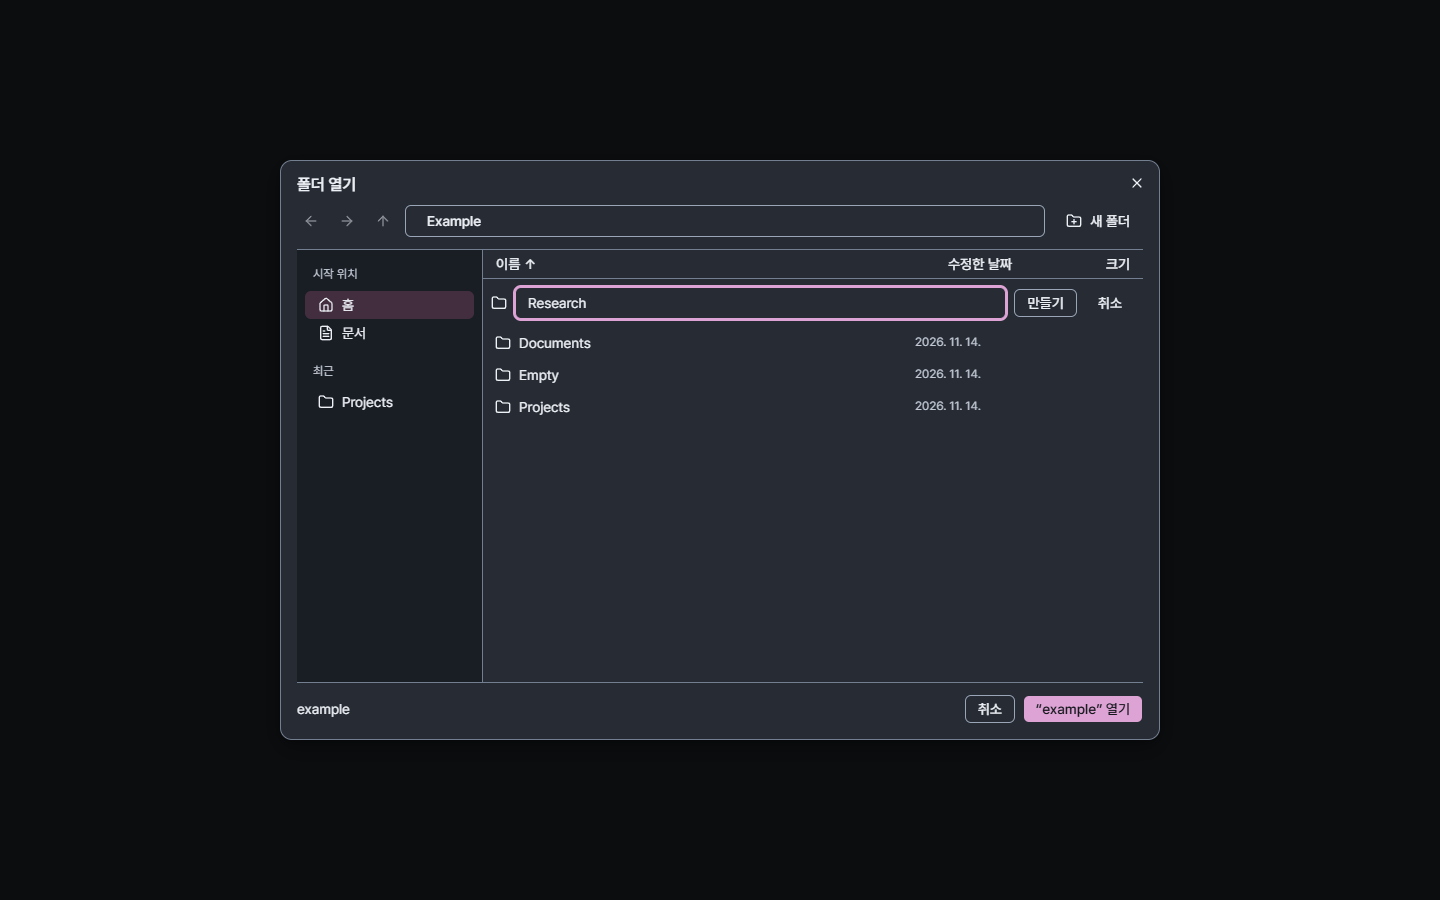 폴더 열기
Example
새 폴더
시작 위치
홈
문서
최근
Projects
이름 수정한 날짜 크기
Research 만들기 취소
Documents 2026. 11. 14.
Empty 2026. 11. 14.
Projects 2026. 11. 14.
example
취소
“example” 열기